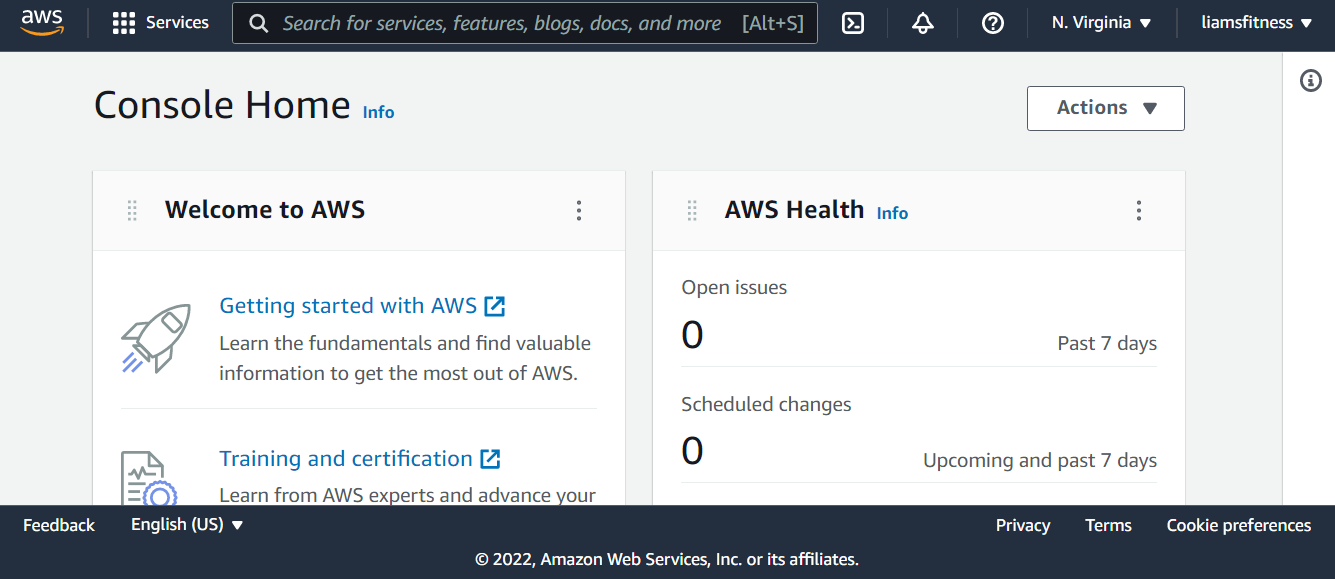 aws
Services
Search for services, features, blogs, docs, and more [Alt+S]
N. Virginia
liamsfitness
Console Home Info
Actions
Welcome to AWS
Getting started with AWS
Learn the fundamentals and find valuable
information to get the most out of AWS.
Training and certification
Learn from AWS experts and advance your
AWS Health Info
Open issues
0
Past 7 days
Scheduled changes
0
Upcoming and past 7 days
Feedback
English (US)
Privacy
Terms
Cookie preferences
© 2022, Amazon Web Services, Inc. or its affiliates.